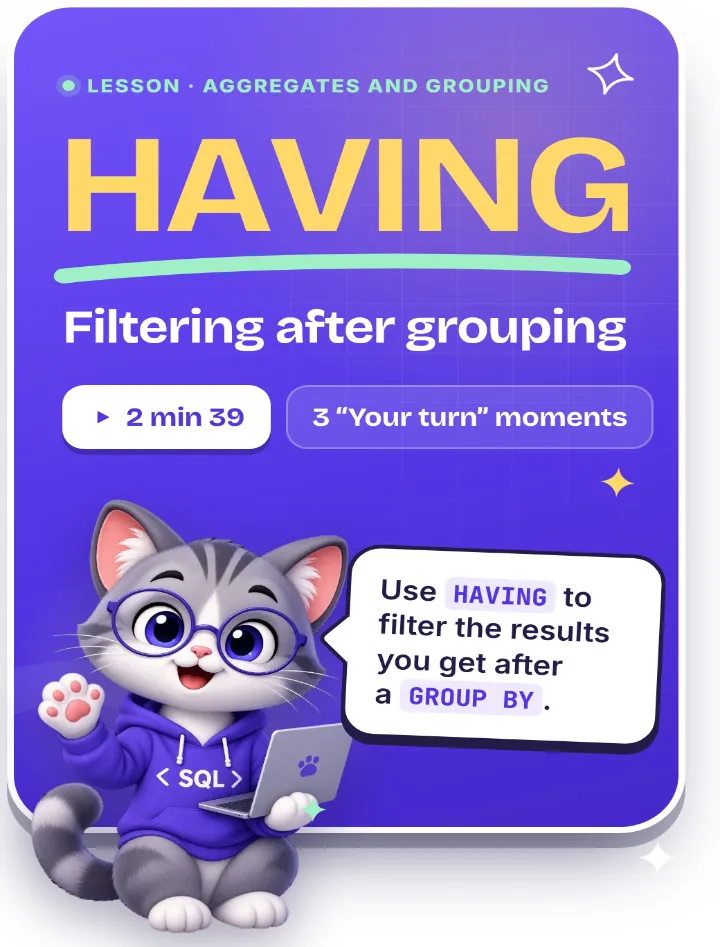 LESSON · AGGREGATES AND GROUPING
HAVING
Filtering after grouping
2 min 39
3 “Your turn” moments
Use HAVING to
filter the results
you get after
a GROUP BY.
< SQL >